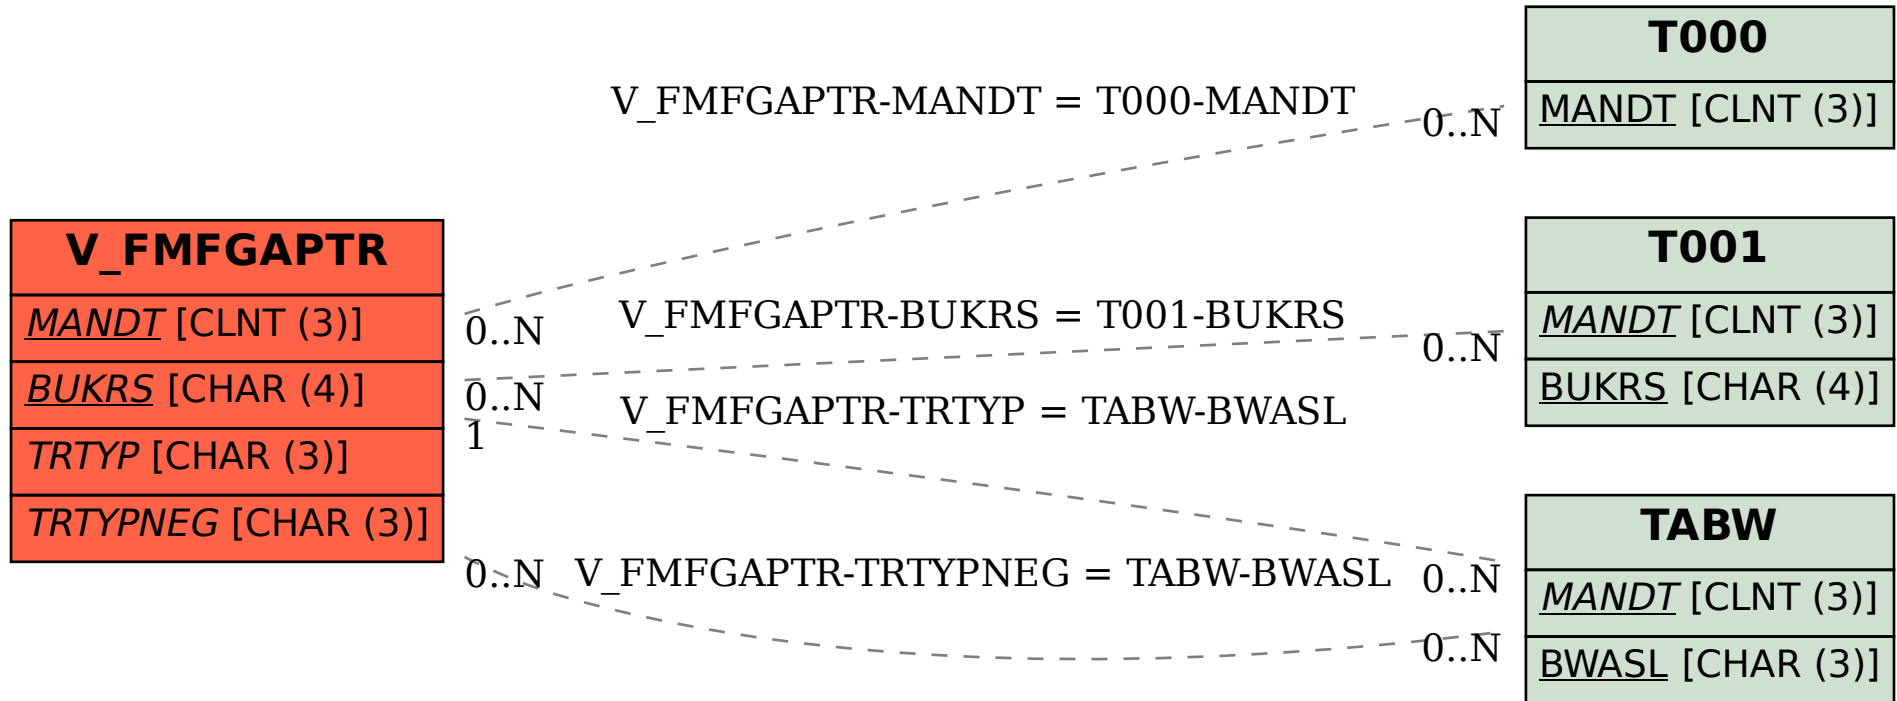 T000
MANDT [CLNT (3)]
V_FMFGAPTR-MANDT = T000-MANDT
0..N
V_FMFGAPTR
MANDT [CLNT (3)]
BUKRS [CHAR (4)]
TRTYP [CHAR (3)]
TRTYPNEG [CHAR (3)]
0..N
V_FMFGAPTR-BUKRS = T001-BUKRS
0..N
0..N
V_FMFGAPTR-TRTYP = TABW-BWASL
1
0..N
V_FMFGAPTR-TRTYPNEG = TABW-BWASL
0..N
0..N
T001
MANDT [CLNT (3)]
BUKRS [CHAR (4)]
TABW
MANDT [CLNT (3)]
BWASL [CHAR (3)]